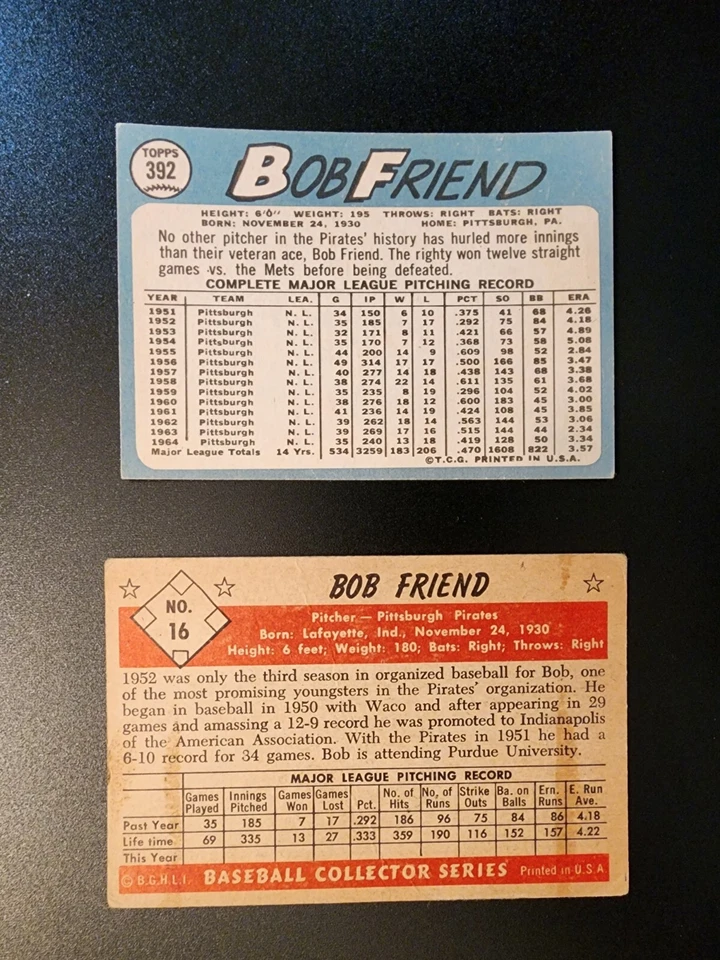 TOPPS
392
BOB FRIEND
HEIGHT: 6'0" WEIGHT: 195 THROWS: RIGHT BATS: RIGHT
BORN: NOVEMBER 24, 1930 HOME: PITTSBURGH, PA.
No other pitcher in the Pirates' history has hurled more innings
than their veteran ace, Bob Friend. The righty won twelve straight
games vs. the Mets before being defeated.
COMPLETE MAJOR LEAGUE PITCHING RECORD
YEAR TEAM LEA. G IP W L PCT SO BB ERA
1951 Pittsburgh N. L. 34 150 6 10 .375 41 68 4.26
1952 Pittsburgh N. L. 35 185 7 17 .292 75 84 4.18
1953 Pittsburgh N. L. 32 171 8 11 .421 66 57 4.89
1954 Pittsburgh N. L. 35 170 7 12 .368 73 58 5.08
1955 Pittsburgh N. L. 44 200 14 9 .609 98 52 2.84
1956 Pittsburgh N. L. 49 314 17 17 .500 166 85 3.47
1957 Pittsburgh N. L. 40 277 14 18 .438 143 68 3.38
1958 Pittsburgh N. L. 38 274 22 14 .611 135 61 3.68
1959 Pittsburgh N. L. 35 235 8 19 .296 104 52 4.02
1960 Pittsburgh N. L. 38 276 18 12 .600 183 45 3.00
1961 Pittsburgh N. L. 41 236 14 19 .424 108 45 3.85
1962 Pittsburgh N. L. 39 262 18 14 .563 144 53 3.06
1963 Pittsburgh N. L. 39 269 17 16 .515 144 44 2.34
1964 Pittsburgh N. L. 35 240 13 18 .419 128 50 3.34
Major League Totals 14 Yrs. 534 3259 183 206 .470 1608 822 3.57
©T.C.G. PRINTED IN U.S.A.
NO.
16
BOB FRIEND
Pitcher — Pittsburgh Pirates
Born: Lafayette, Ind., November 24, 1930
Height: 6 feet; Weight: 180; Bats: Right; Throws: Right
1952 was only the third season in organized baseball for Bob, one
of the most promising youngsters in the Pirates' organization. He
began in baseball in 1950 with Waco and after appearing in 29
games and amassing a 12-9 record he was promoted to Indianapolis
of the American Association. With the Pirates in 1951 he had a
6-10 record for 34 games. Bob is attending Purdue University.
MAJOR LEAGUE PITCHING RECORD
Games Innings Games Games No. of No. of Strike Ba. on Ern. E. Run
Played Pitched Won Lost Pct. Hits Runs Outs Balls Runs Ave.
Past Year 35 185 7 17 .292 186 96 75 84 86 4.18
Life time 69 335 13 27 .333 359 190 116 152 157 4.22
This Year
© B.G.H.L.I. BASEBALL COLLECTOR SERIES Printed in U.S.A